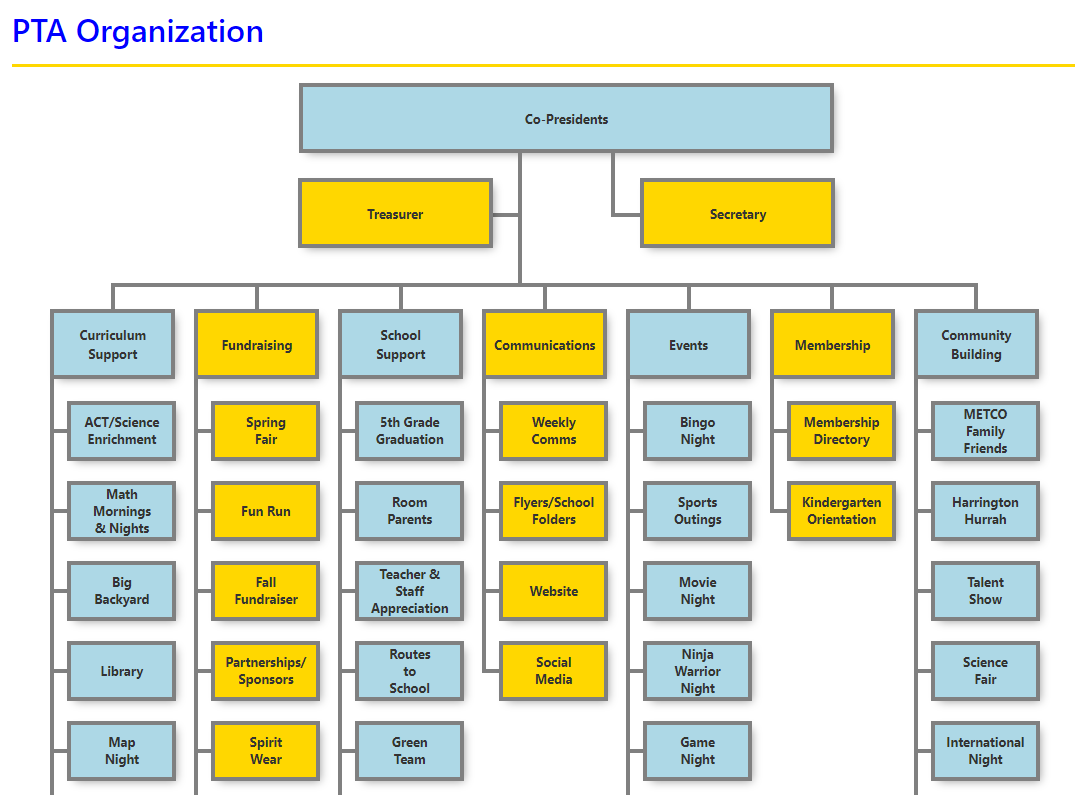 PTA Organization
Co-Presidents
Treasurer
Secretary
Curriculum
Support
Fundraising
School
Support
Communications
Events
Membership
Community
Building
ACT/Science
Enrichment
Spring
Fair
5th Grade
Graduation
Weekly
Comms
Bingo
Night
Membership
Directory
METCO
Family
Friends
Math
Mornings
& Nights
Fun Run
Room
Parents
Flyers/School
Folders
Sports
Outings
Kindergarten
Orientation
Harrington
Hurrah
Big
Backyard
Fall
Fundraiser
Teacher &
Staff
Appreciation
Website
Movie
Night
Talent
Show
Library
Partnerships/
Sponsors
Routes
to
School
Social
Media
Ninja
Warrior
Night
Science
Fair
Map
Night
Spirit
Wear
Green
Team
Game
Night
International
Night